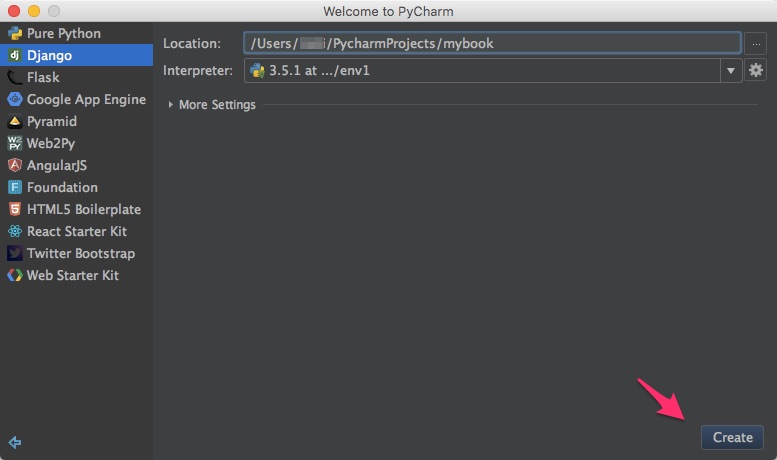 Welcome to PyCharm
Pure Python
Django
Flask
Google App Engine
Pyramid
Web2Py
AngularJS
Foundation
HTML5 Boilerplate
React Starter Kit
Twitter Bootstrap
Web Starter Kit
Location: /Users/ /PycharmProjects/mybook ...
Interpreter: 3.5.1 at .../env1
More Settings
Create